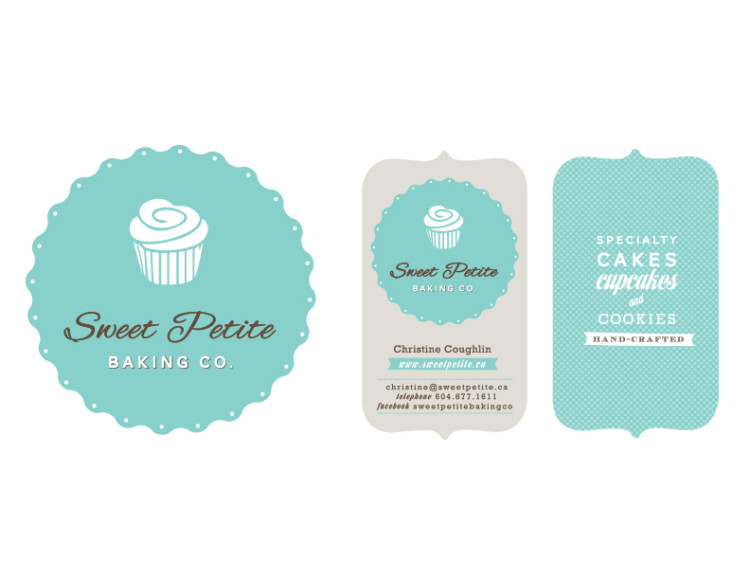 Sweet Petite
BAKING CO.
Sweet Petite
BAKING CO.
Christine Coughlin
www.sweetpetite.ca
christine@sweetpetite.ca
telephone 604.877.1611
facebook sweetpetitebakingco
SPECIALTY
CAKES
cupcakes
and
COOKIES
HAND-CRAFTED